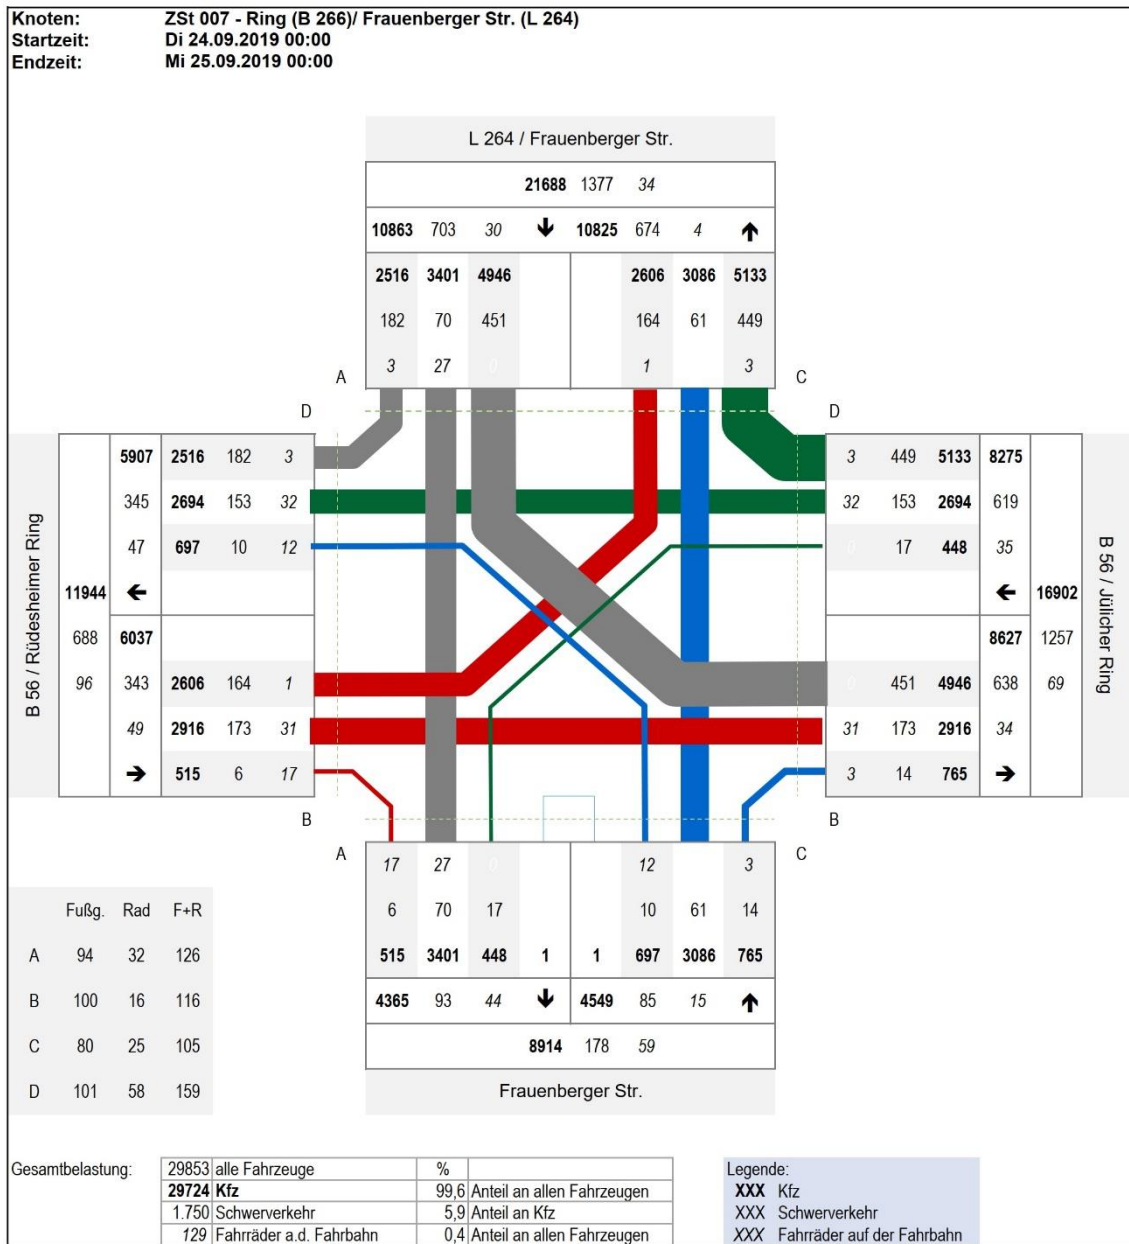 Knoten: ZSt 007 - Ring (B 266)/ Frauenberger Str. (L 264)
Startzeit: Di 24.09.2019 00:00
Endzeit: Mi 25.09.2019 00:00
L 264 / Frauenberger Str.
21688 1377 34
10863 703 30 ↓ 10825 674 4 ↑
2516 3401 4946 2606 3086 5133
182 70 451 164 61 449
3 27 0 1 3
A C
D D
B 56 / Rüdesheimer Ring
5907 2516 182 3
345 2694 153 32
47 697 10 12
11944 ←
688 6037
96 343 2606 164 1
49 2916 173 31
→ 515 6 17
3 449 5133 8275
32 153 2694 619
0 17 448 35
← 16902
8627 1257
0 451 4946 638 69
31 173 2916 34
3 14 765 →
B 56 / Jülicher Ring
B B
A C
17 27 0 12 3
6 70 17 10 61 14
515 3401 448 1 1 697 3086 765
4365 93 44 ↓ 4549 85 15 ↑
8914 178 59
Frauenberger Str.
Fußg. Rad F+R
A 94 32 126
B 100 16 116
C 80 25 105
D 101 58 159
Gesamtbelastung: 29853 alle Fahrzeuge %
29724 Kfz 99,6 Anteil an allen Fahrzeugen
1.750 Schwerverkehr 5,9 Anteil an Kfz
129 Fahrräder a.d. Fahrbahn 0,4 Anteil an allen Fahrzeugen
Legende:
XXX Kfz
XXX Schwerverkehr
XXX Fahrräder auf der Fahrbahn